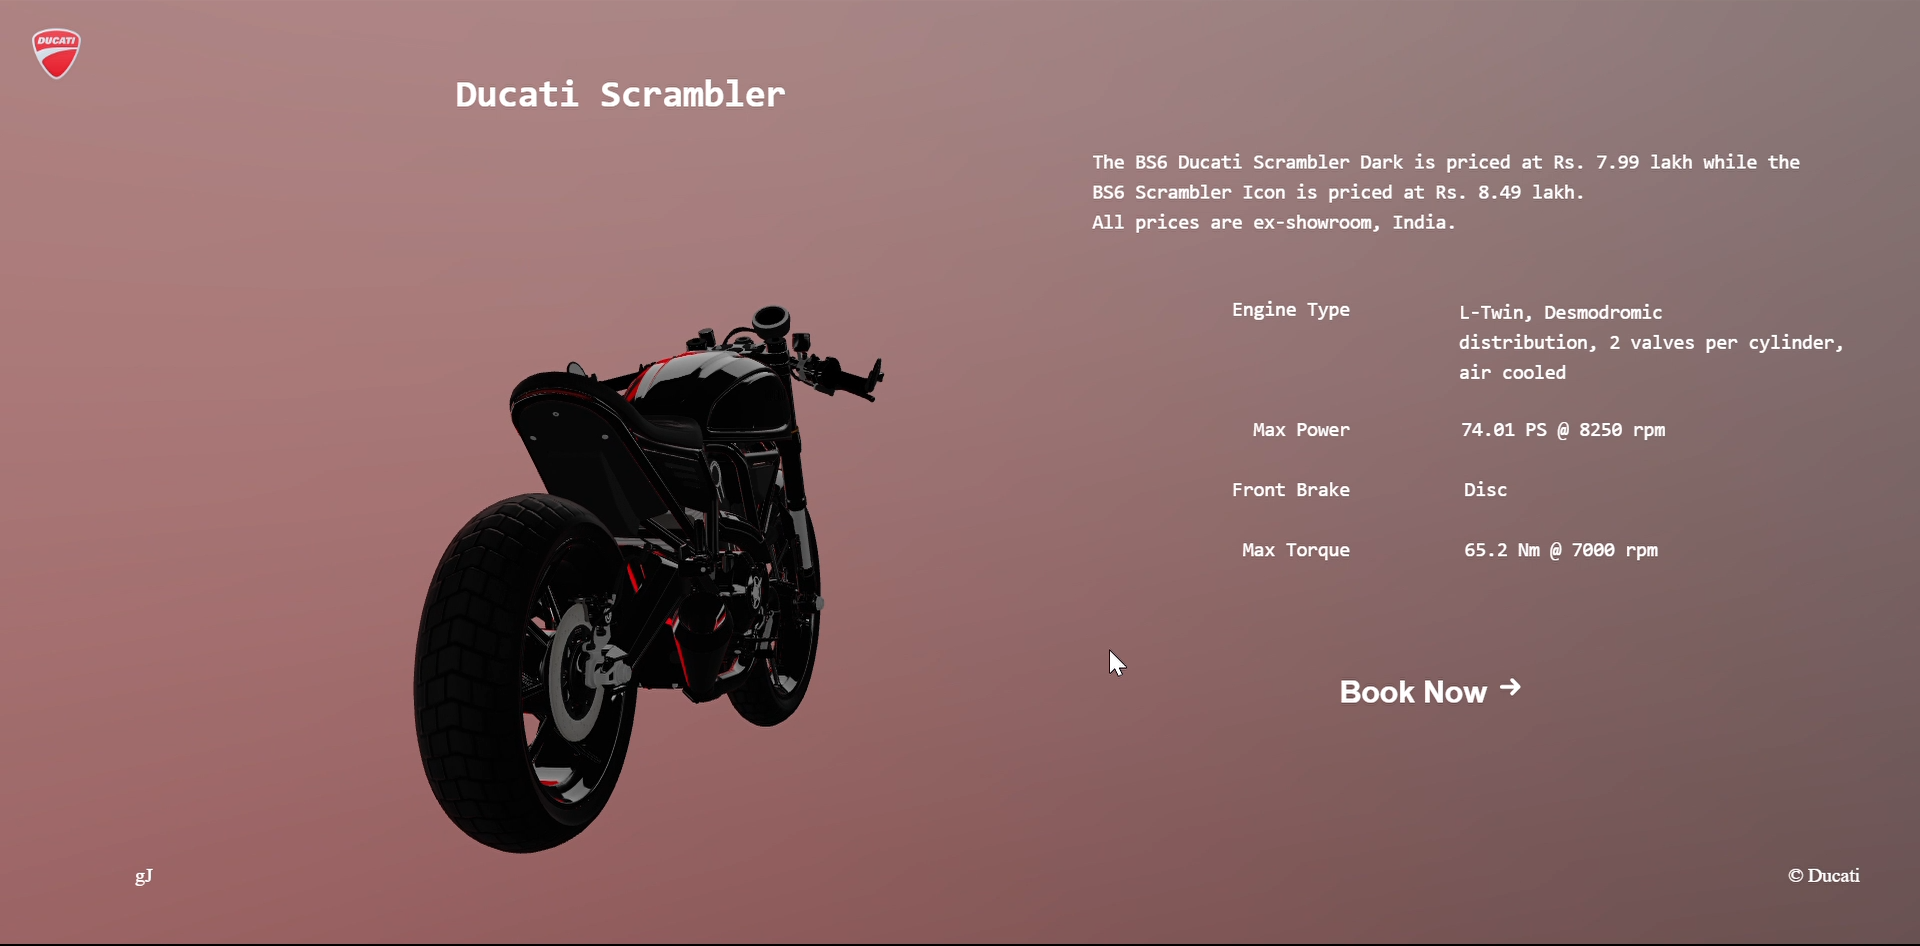 DUCATI
Ducati Scrambler
The BS6 Ducati Scrambler Dark is priced at Rs. 7.99 lakh while the
BS6 Scrambler Icon is priced at Rs. 8.49 lakh.
All prices are ex-showroom, India.
Engine Type
L-Twin, Desmodromic
distribution, 2 valves per cylinder,
air cooled
Max Power
74.01 PS @ 8250 rpm
Front Brake
Disc
Max Torque
65.2 Nm @ 7000 rpm
Book Now →
gJ
© Ducati